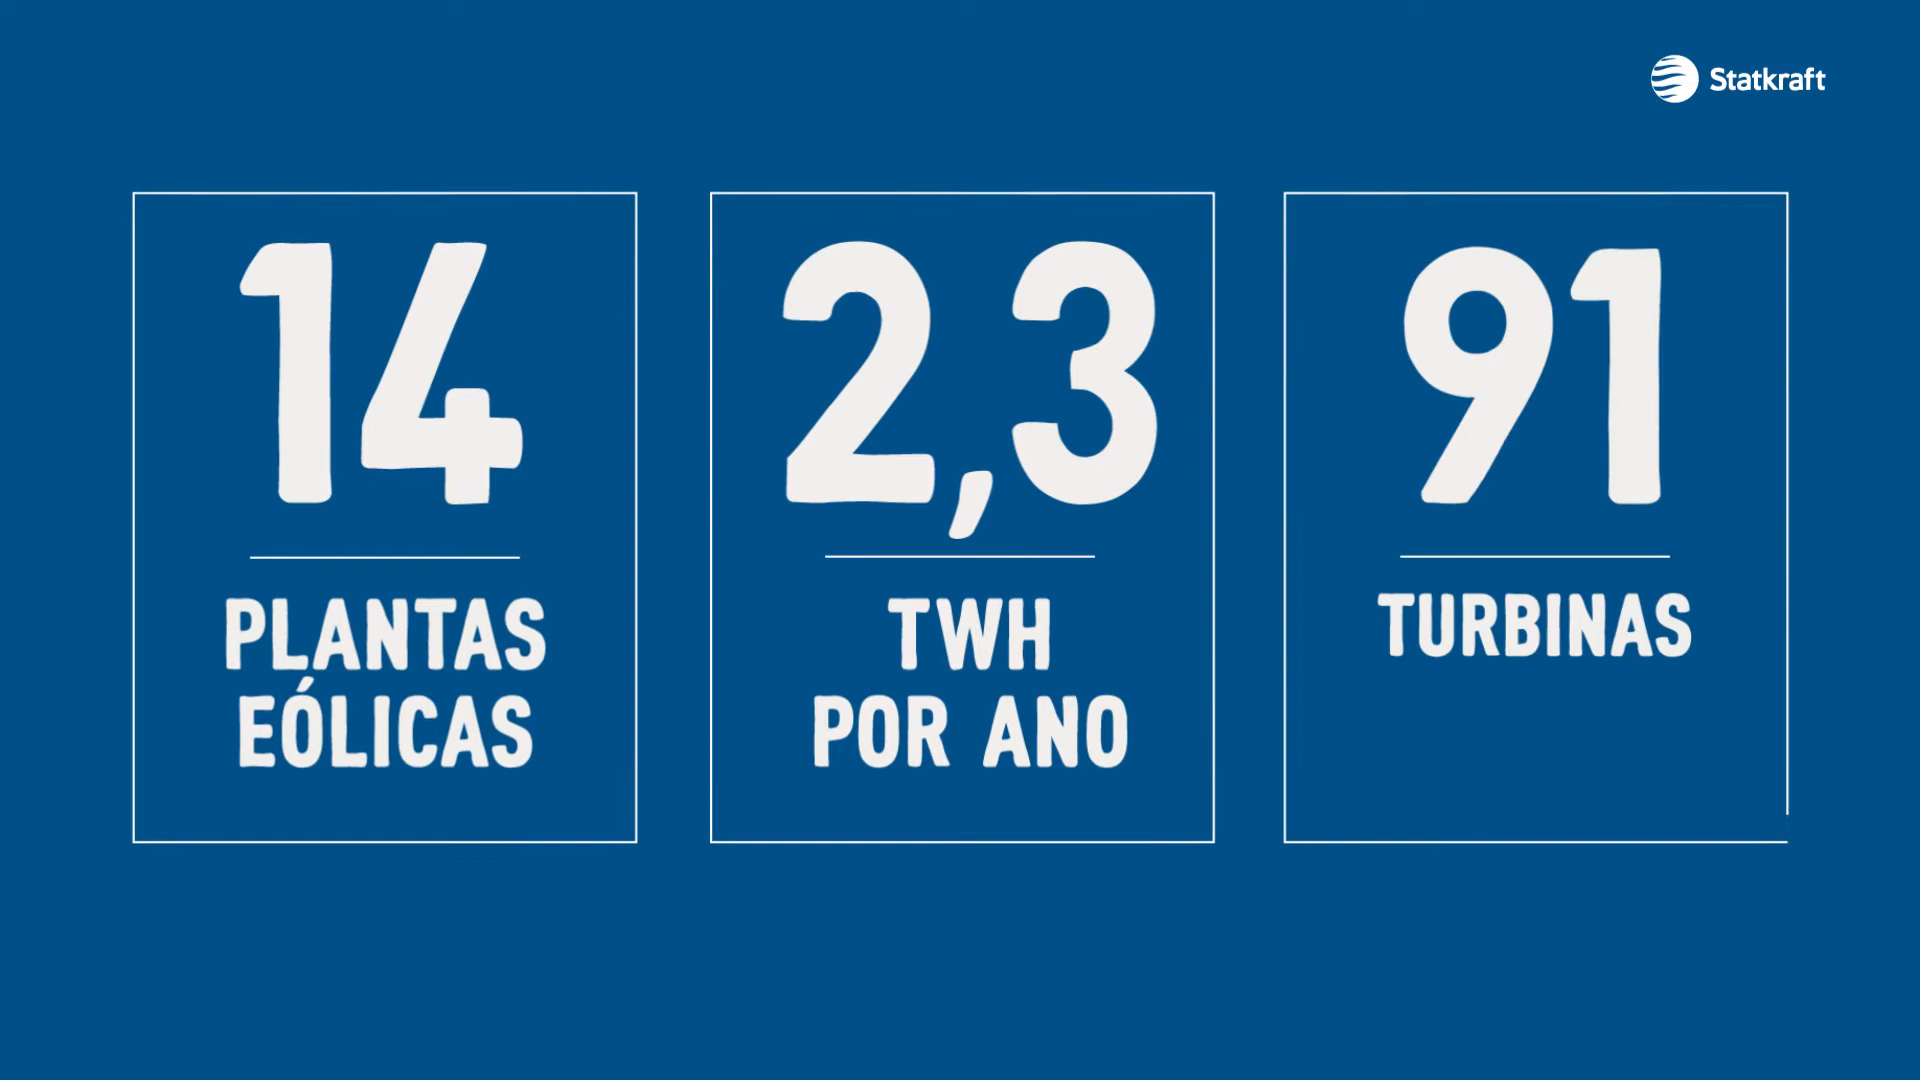 Statkraft
14
PLANTAS
EÓLICAS
2,3
TWH
POR ANO
91
TURBINAS